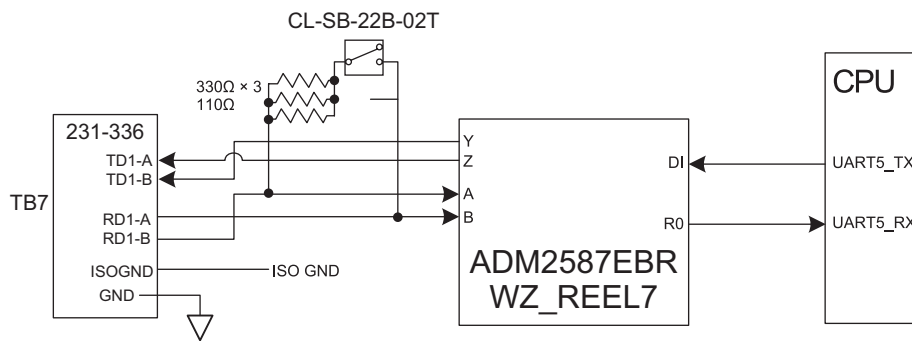 CL-SB-22B-02T
330Ω × 3
110Ω
CPU
231-336
TB7
TD1-A
TD1-B
RD1-A
RD1-B
ISOGND
GND
ISO GND
Y
Z
A
B
DI
R0
ADM2587EBR
WZ_REEL7
UART5_TX
UART5_RX